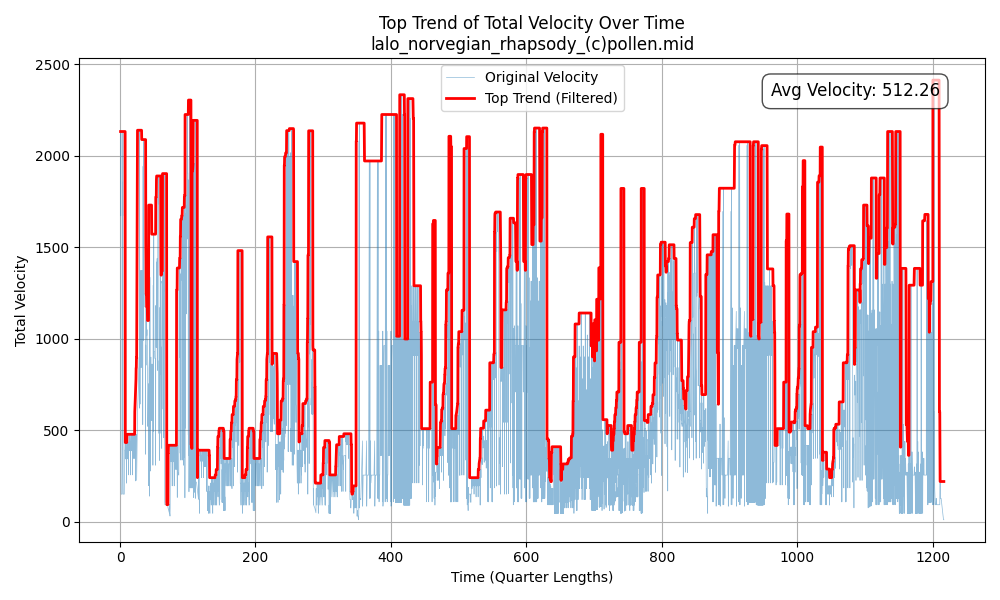 Top Trend of Total Velocity Over Time
lalo_norwegian_rhapsody_(c)pollen.mid
Original Velocity
Top Trend (Filtered)
Avg Velocity: 512.26
Total Velocity
2500
2000
1500
1000
500
0
0 200 400 600 800 1000 1200
Time (Quarter Lengths)